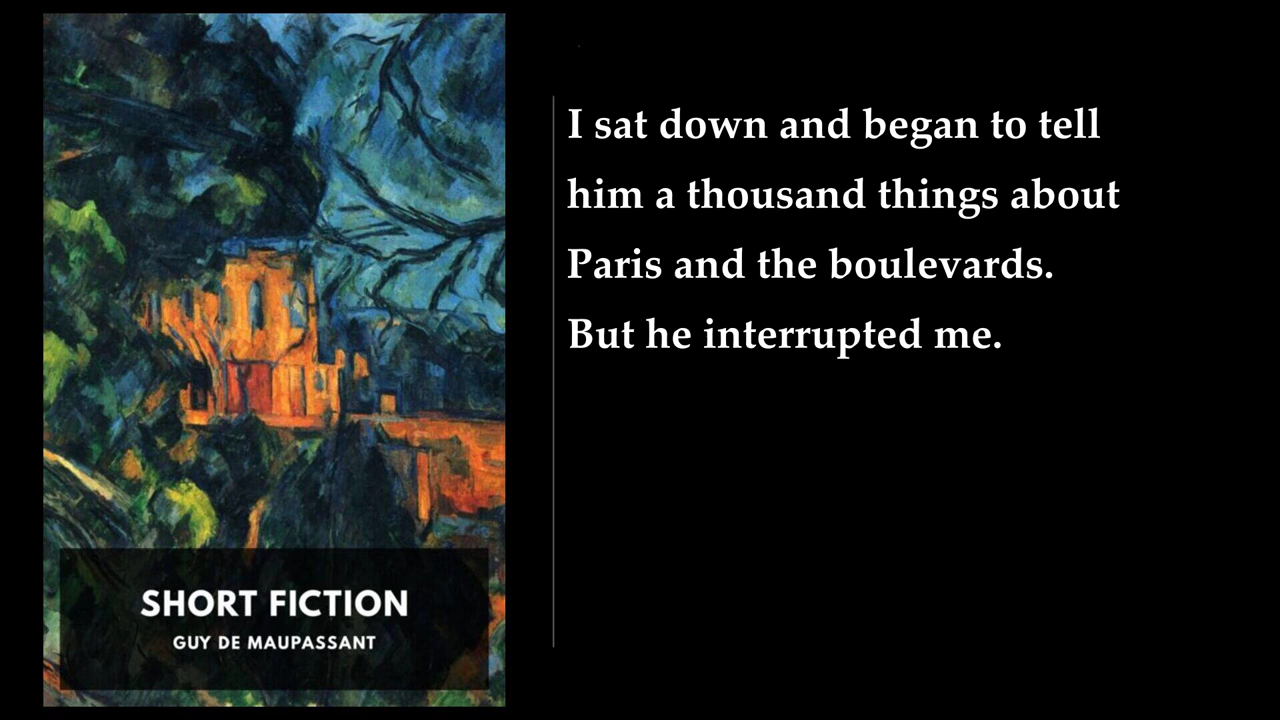 I sat down and began to tell
him a thousand things about
Paris and the boulevards.
But he interrupted me.
SHORT FICTION
GUY DE MAUPASSANT